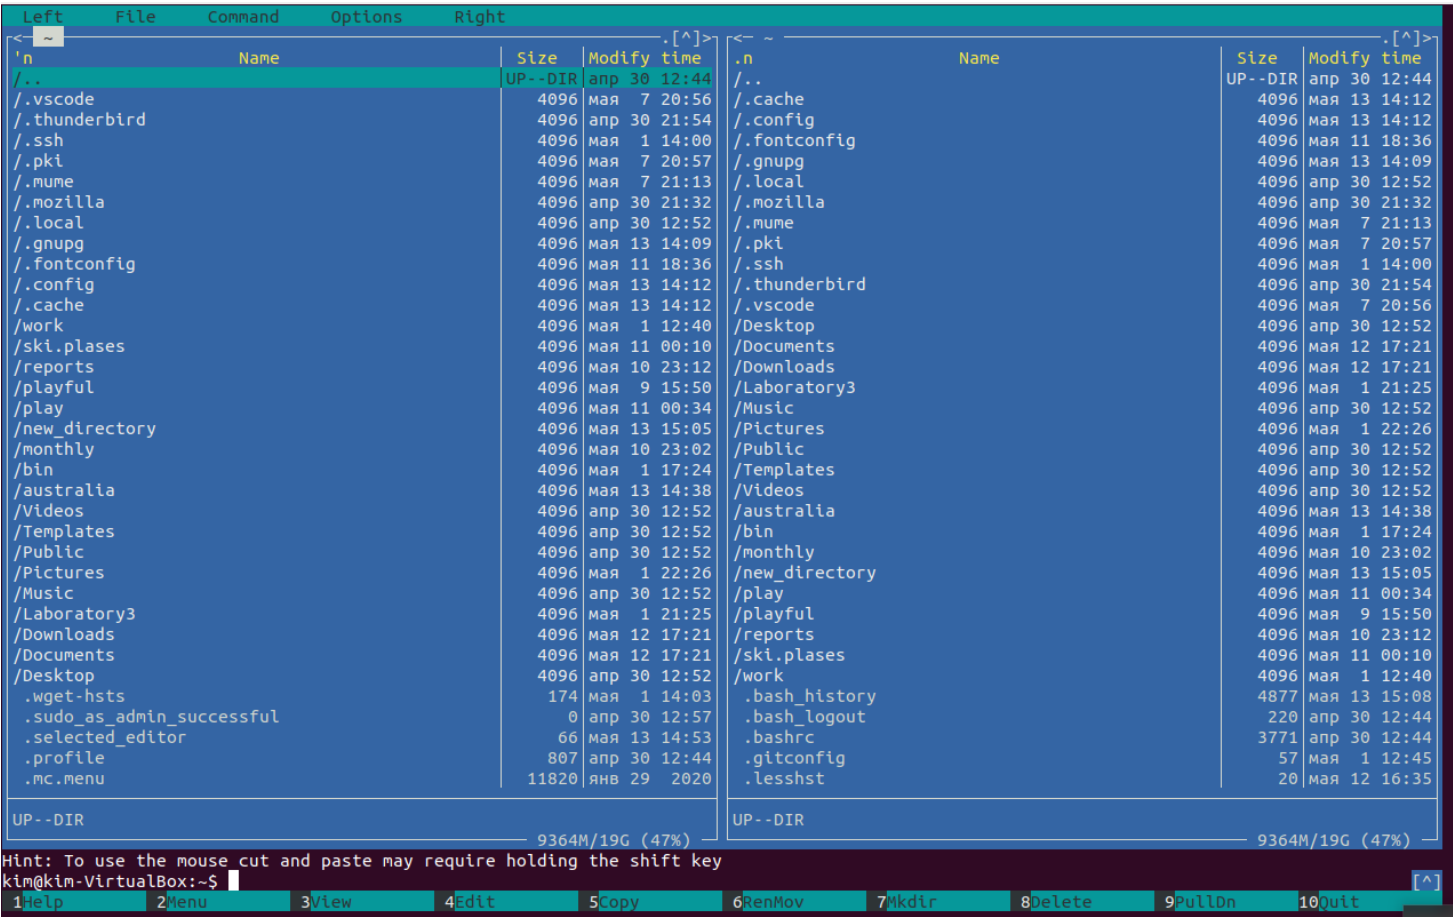 Left File Command Options Right
<─ ~ .[^]>
'n Name Size Modify time
/.. UP--DIR апр 30 12:44
/.vscode 4096 мая 7 20:56
/.thunderbird 4096 апр 30 21:54
/.ssh 4096 мая 1 14:00
/.pki 4096 мая 7 20:57
/.mume 4096 мая 7 21:13
/.mozilla 4096 апр 30 21:32
/.local 4096 апр 30 12:52
/.gnupg 4096 мая 13 14:09
/.fontconfig 4096 мая 11 18:36
/.config 4096 мая 13 14:12
/.cache 4096 мая 13 14:12
/work 4096 мая 1 12:40
/ski.plases 4096 мая 11 00:10
/reports 4096 мая 10 23:12
/playful 4096 мая 9 15:50
/play 4096 мая 11 00:34
/new_directory 4096 мая 13 15:05
/monthly 4096 мая 10 23:02
/bin 4096 мая 1 17:24
/australia 4096 мая 13 14:38
/Videos 4096 апр 30 12:52
/Templates 4096 апр 30 12:52
/Public 4096 апр 30 12:52
/Pictures 4096 мая 1 22:26
/Music 4096 апр 30 12:52
/Laboratory3 4096 мая 1 21:25
/Downloads 4096 мая 12 17:21
/Documents 4096 мая 12 17:21
/Desktop 4096 апр 30 12:52
.wget-hsts 174 мая 1 14:03
.sudo_as_admin_successful 0 апр 30 12:57
.selected_editor 66 мая 13 14:53
.profile 807 апр 30 12:44
.mc.menu 11820 янв 29 2020
UP--DIR
9364M/19G (47%)
<─ ~ .[^]>
.n Name Size Modify time
/.. UP--DIR апр 30 12:44
/.cache 4096 мая 13 14:12
/.config 4096 мая 13 14:12
/.fontconfig 4096 мая 11 18:36
/.gnupg 4096 мая 13 14:09
/.local 4096 апр 30 12:52
/.mozilla 4096 апр 30 21:32
/.mume 4096 мая 7 21:13
/.pki 4096 мая 7 20:57
/.ssh 4096 мая 1 14:00
/.thunderbird 4096 апр 30 21:54
/.vscode 4096 мая 7 20:56
/Desktop 4096 апр 30 12:52
/Documents 4096 мая 12 17:21
/Downloads 4096 мая 12 17:21
/Laboratory3 4096 мая 1 21:25
/Music 4096 апр 30 12:52
/Pictures 4096 мая 1 22:26
/Public 4096 апр 30 12:52
/Templates 4096 апр 30 12:52
/Videos 4096 апр 30 12:52
/australia 4096 мая 13 14:38
/bin 4096 мая 1 17:24
/monthly 4096 мая 10 23:02
/new_directory 4096 мая 13 15:05
/play 4096 мая 11 00:34
/playful 4096 мая 9 15:50
/reports 4096 мая 10 23:12
/ski.plases 4096 мая 11 00:10
/work 4096 мая 1 12:40
.bash_history 4877 мая 13 15:08
.bash_logout 220 апр 30 12:44
.bashrc 3771 апр 30 12:44
.gitconfig 57 мая 1 12:45
.lesshst 20 мая 12 16:35
UP--DIR
9364M/19G (47%)
Hint: To use the mouse cut and paste may require holding the shift key
kim@kim-VirtualBox:~$ [^]
1Help 2Menu 3View 4Edit 5Copy 6RenMov 7Mkdir 8Delete 9PullDn 10Quit